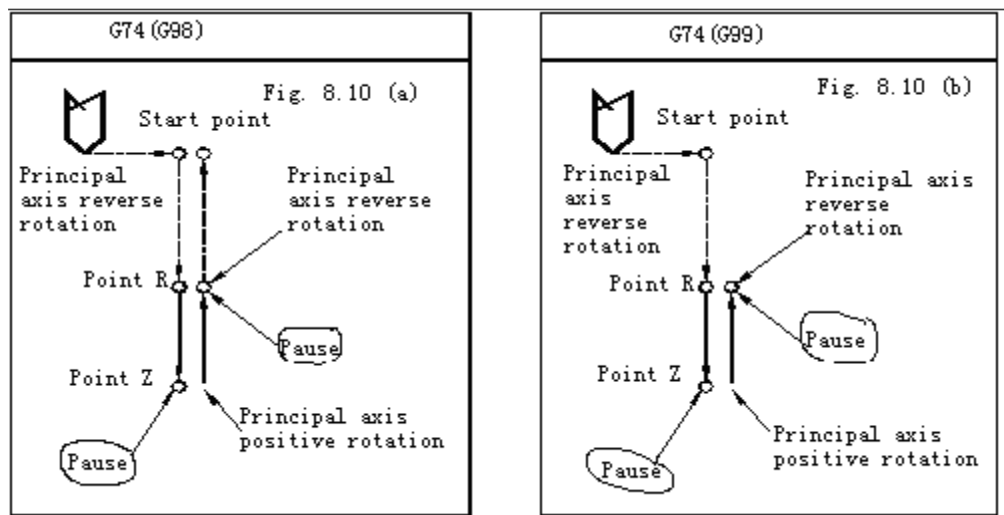 G74(G98)
Fig. 8.10 (a)
Start point
Principal
axis reverse
rotation
Principal
axis reverse
rotation
Point R
Pause
Point Z
Principal axis
positive rotation
Pause
G74(G99)
Fig. 8.10 (b)
Start point
Principal
axis
reverse
rotation
Principal axis
reverse
rotation
Point R
Pause
Point Z
Principal axis
positive rotation
Pause